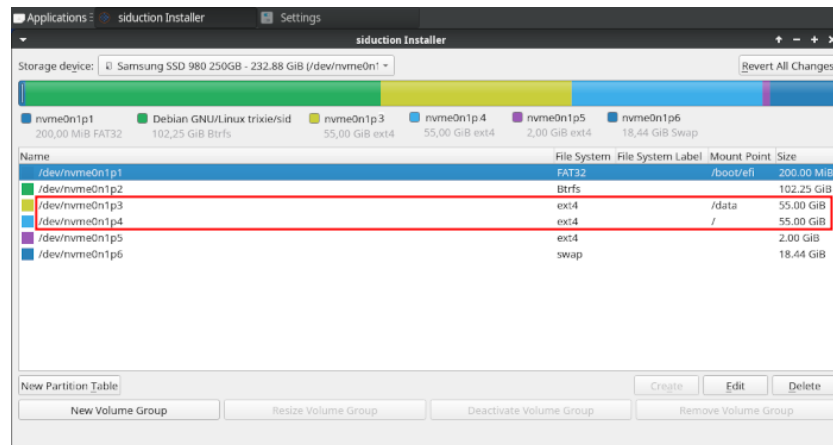 Applications siduction Installer Settings
siduction Installer
Storage device: Samsung SSD 980 250GB - 232.88 GiB (/dev/nvme0n1 Revert All Changes
nvme0n1p1 Debian GNU/Linux trixie/sid nvme0n1p3 nvme0n1p4 nvme0n1p5 nvme0n1p6
200,00 MiB FAT32 102,25 GiB Btrfs 55,00 GiB ext4 55,00 GiB ext4 2,00 GiB ext4 18,44 GiB Swap
Name File System File System Label Mount Point Size
/dev/nvme0n1p1 FAT32 /boot/efi 200.00 MiB
/dev/nvme0n1p2 Btrfs 102.25 GiB
/dev/nvme0n1p3 ext4 /data 55.00 GiB
/dev/nvme0n1p4 ext4 / 55.00 GiB
/dev/nvme0n1p5 ext4 2.00 GiB
/dev/nvme0n1p6 swap 18.44 GiB
New Partition Table Create Edit Delete
New Volume Group Resize Volume Group Deactivate Volume Group Remove Volume Group